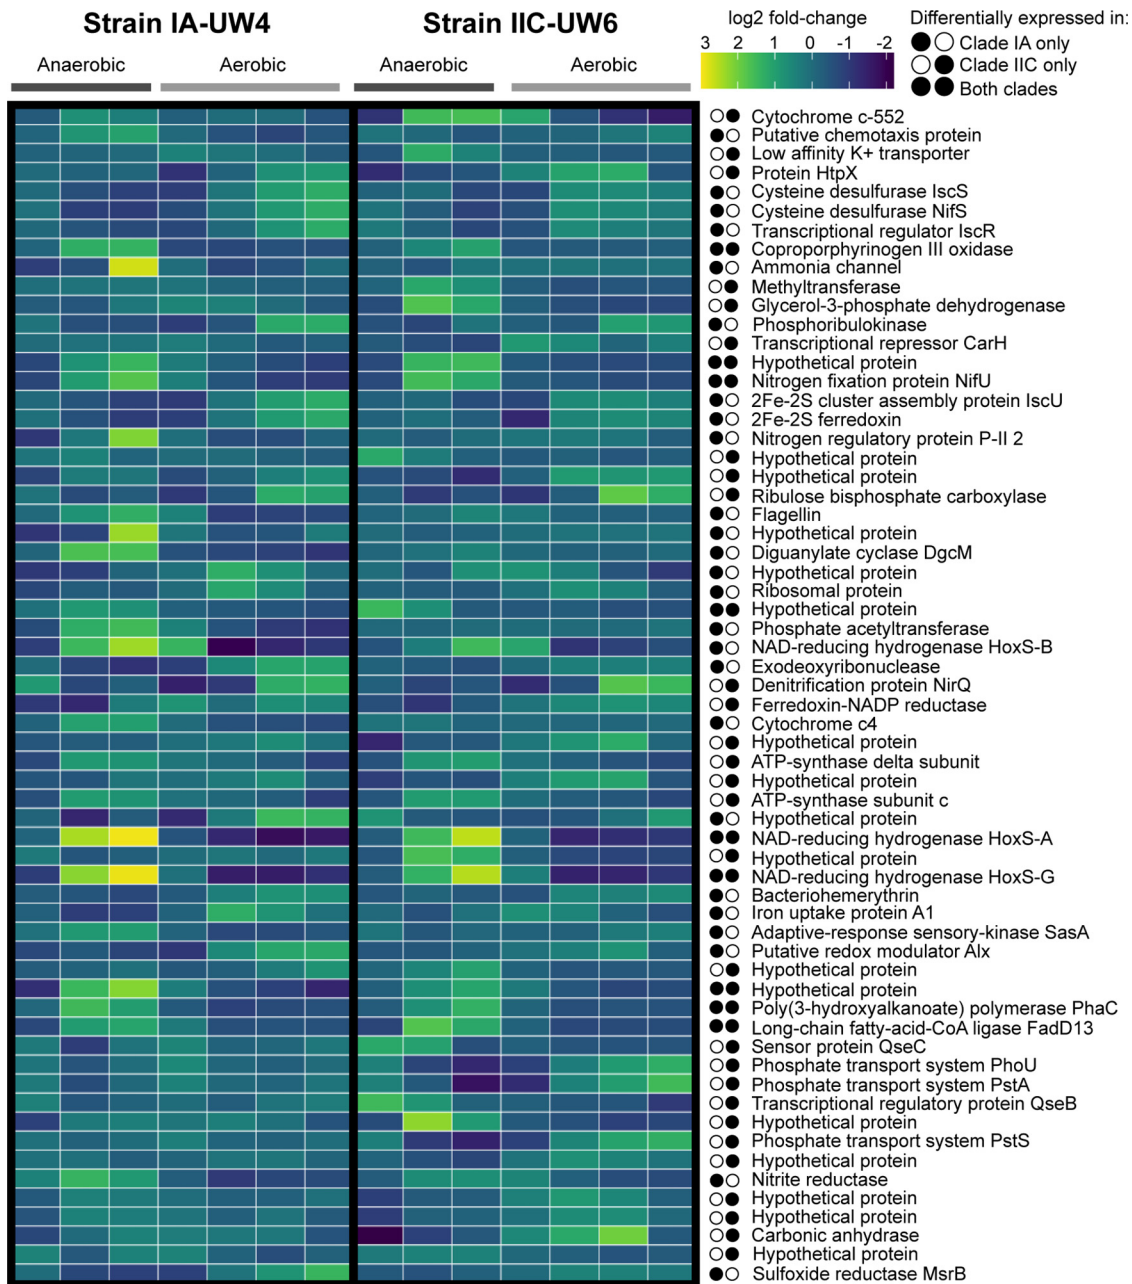 Strain IA-UW4
Strain IIC-UW6
log2 fold-change
3 2 1 0 -1 -2
Differentially expressed in:
Clade IA only
Clade IIC only
Both clades
Anaerobic
Aerobic
Anaerobic
Aerobic
Cytochrome c-552
Putative chemotaxis protein
Low affinity K+ transporter
Protein HtpX
Cysteine desulfurase IscS
Cysteine desulfurase NifS
Transcriptional regulator IscR
Coproporphyrinogen III oxidase
Ammonia channel
Methyltransferase
Glycerol-3-phosphate dehydrogenase
Phosphoribulokinase
Transcriptional repressor CarH
Hypothetical protein
Nitrogen fixation protein NifU
2Fe-2S cluster assembly protein IscU
2Fe-2S ferredoxin
Nitrogen regulatory protein P-II 2
Hypothetical protein
Hypothetical protein
Ribulose bisphosphate carboxylase
Flagellin
Hypothetical protein
Diguanylate cyclase DgcM
Hypothetical protein
Ribosomal protein
Hypothetical protein
Phosphate acetyltransferase
NAD-reducing hydrogenase HoxS-B
Exodeoxyribonuclease
Denitrification protein NirQ
Ferredoxin-NADP reductase
Cytochrome c4
Hypothetical protein
ATP-synthase delta subunit
Hypothetical protein
ATP-synthase subunit c
Hypothetical protein
NAD-reducing hydrogenase HoxS-A
Hypothetical protein
NAD-reducing hydrogenase HoxS-G
Bacteriohemerythrin
Iron uptake protein A1
Adaptive-response sensory-kinase SasA
Putative redox modulator Alx
Hypothetical protein
Hypothetical protein
Poly(3-hydroxyalkanoate) polymerase PhaC
Long-chain fatty-acid-CoA ligase FadD13
Sensor protein QseC
Phosphate transport system PhoU
Phosphate transport system PstA
Transcriptional regulatory protein QseB
Hypothetical protein
Phosphate transport system PstS
Hypothetical protein
Nitrite reductase
Hypothetical protein
Hypothetical protein
Carbonic anhydrase
Hypothetical protein
Sulfoxide reductase MsrB